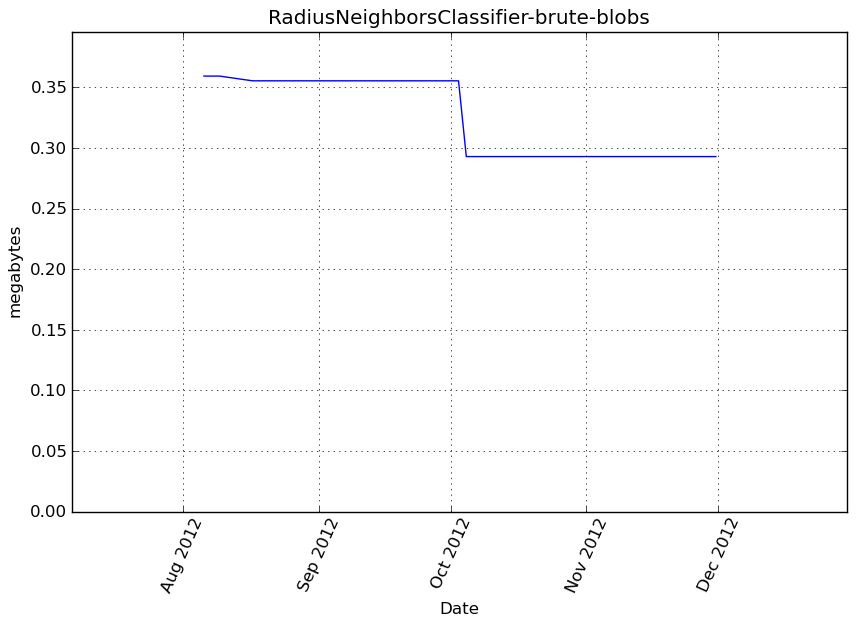 RadiusNeighborsClassifier-brute-blobs
megabytes
0.35
0.30
0.25
0.20
0.15
0.10
0.05
0.00
Aug 2012
Sep 2012
Oct 2012
Nov 2012
Dec 2012
Date